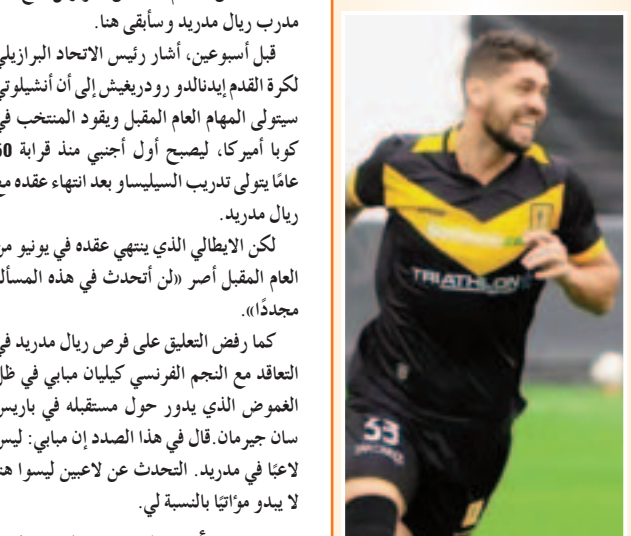 مدرب ريال مدريد وسأبقى هنا.
قبل أسبوعين، أشار رئيس الاتحاد البرازيلي
لكرة القدم إيدنالدو رودريغيش إلى أن أنشيلوتي
سيتولى المهام العام المقبل ويقود المنتخب في
كوبا أميركا، ليصبح أول أجنبي منذ قرابة 60
عامًا يتولى تدريب السيليساو بعد انتهاء عقده مع
ريال مدريد.
لكن الايطالي الذي ينتهي عقده في يونيو من
العام المقبل أصر «لن أتحدث في هذه المسألة
مجددًا».
كما رفض التعليق على فرص ريال مدريد في
التعاقد مع النجم الفرنسي كيليان مبابي في ظل
الغموض الذي يدور حول مستقبله في باريس
سان جيرمان.قال في هذا الصدد إن مبابي: ليس
لاعبًا في مدريد. التحدث عن لاعبين ليسوا هنا
لا يبدو مؤاتيًا بالنسبة لي.
TRIATHLON
53